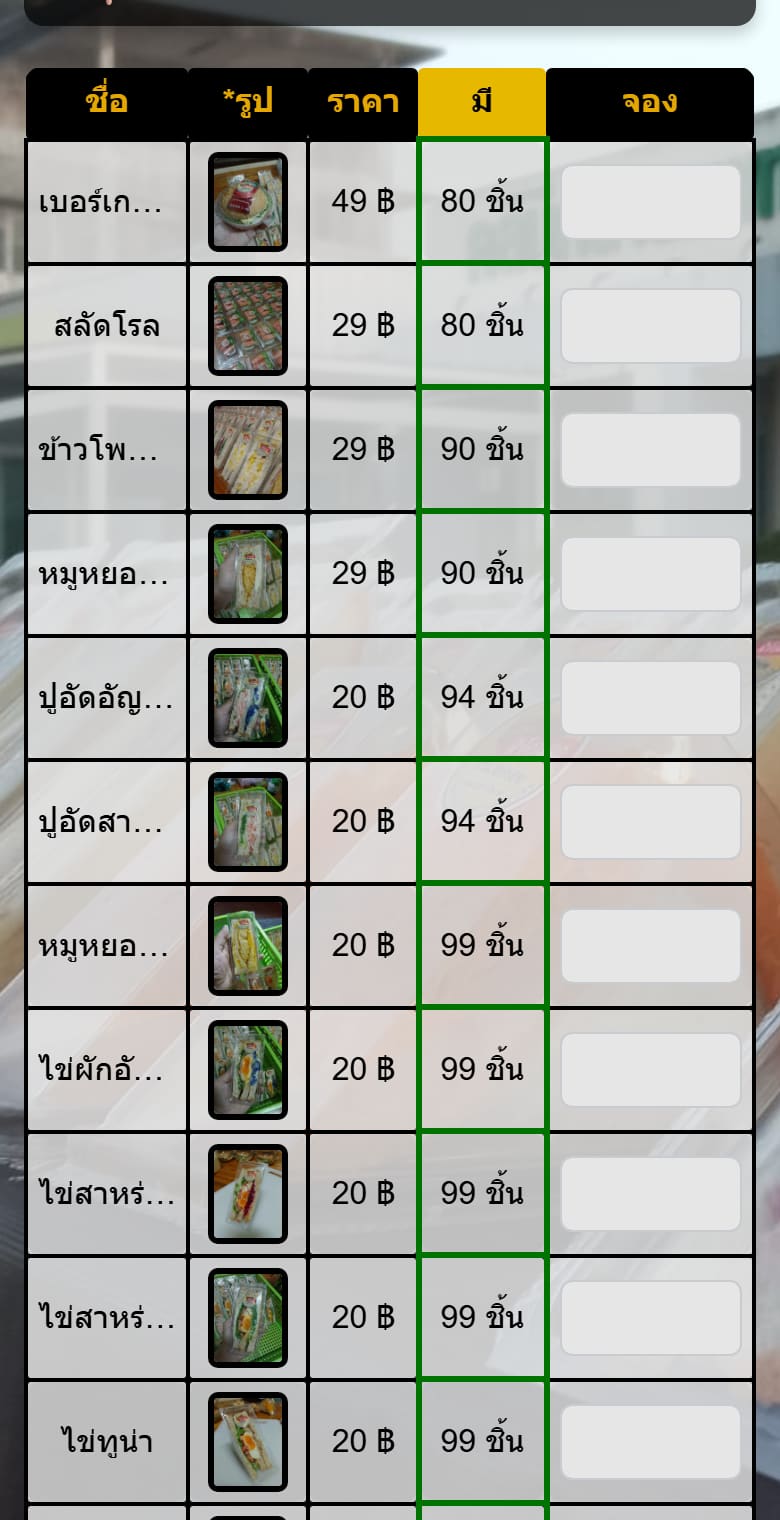 ชื่อ *รูป ราคา มี จอง
เบอร์เก... 49 ฿ 80 ชิ้น
สลัดโรล 29 ฿ 80 ชิ้น
ข้าวโพ... 29 ฿ 90 ชิ้น
หมูหยอ... 29 ฿ 90 ชิ้น
ปูอัดอัญ... 20 ฿ 94 ชิ้น
ปูอัดสา... 20 ฿ 94 ชิ้น
หมูหยอ... 20 ฿ 99 ชิ้น
ไข่ผักอั... 20 ฿ 99 ชิ้น
ไข่สาหร่... 20 ฿ 99 ชิ้น
ไข่สาหร่... 20 ฿ 99 ชิ้น
ไข่ทูน่า 20 ฿ 99 ชิ้น